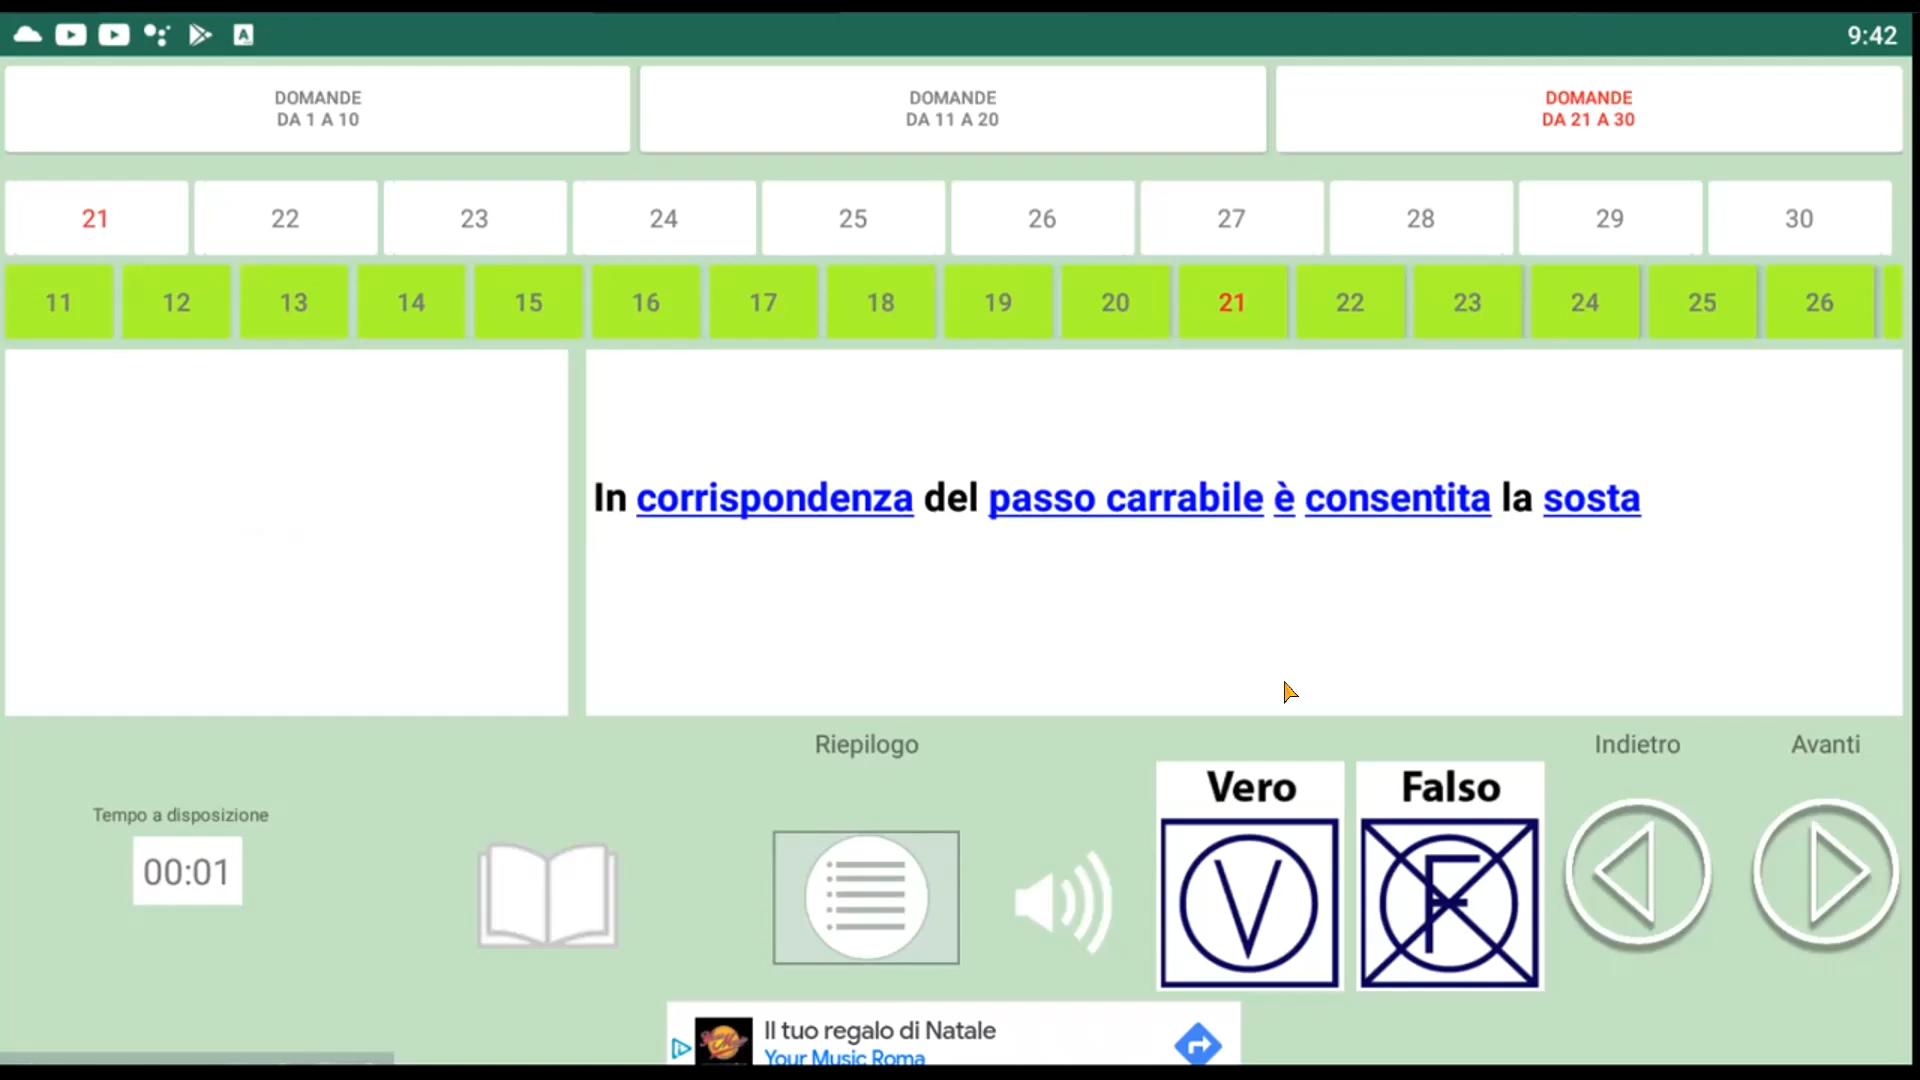 9:42
DOMANDE
DA 1 A 10
DOMANDE
DA 11 A 20
DOMANDE
DA 21 A 30
21 22 23 24 25 26 27 28 29 30
11 12 13 14 15 16 17 18 19 20 21 22 23 24 25 26
In corrispondenza del passo carrabile è consentita la sosta
Riepilogo
Indietro
Avanti
Vero
Falso
Tempo a disposizione
00:01
V
F
Il tuo regalo di Natale
Your Music Roma